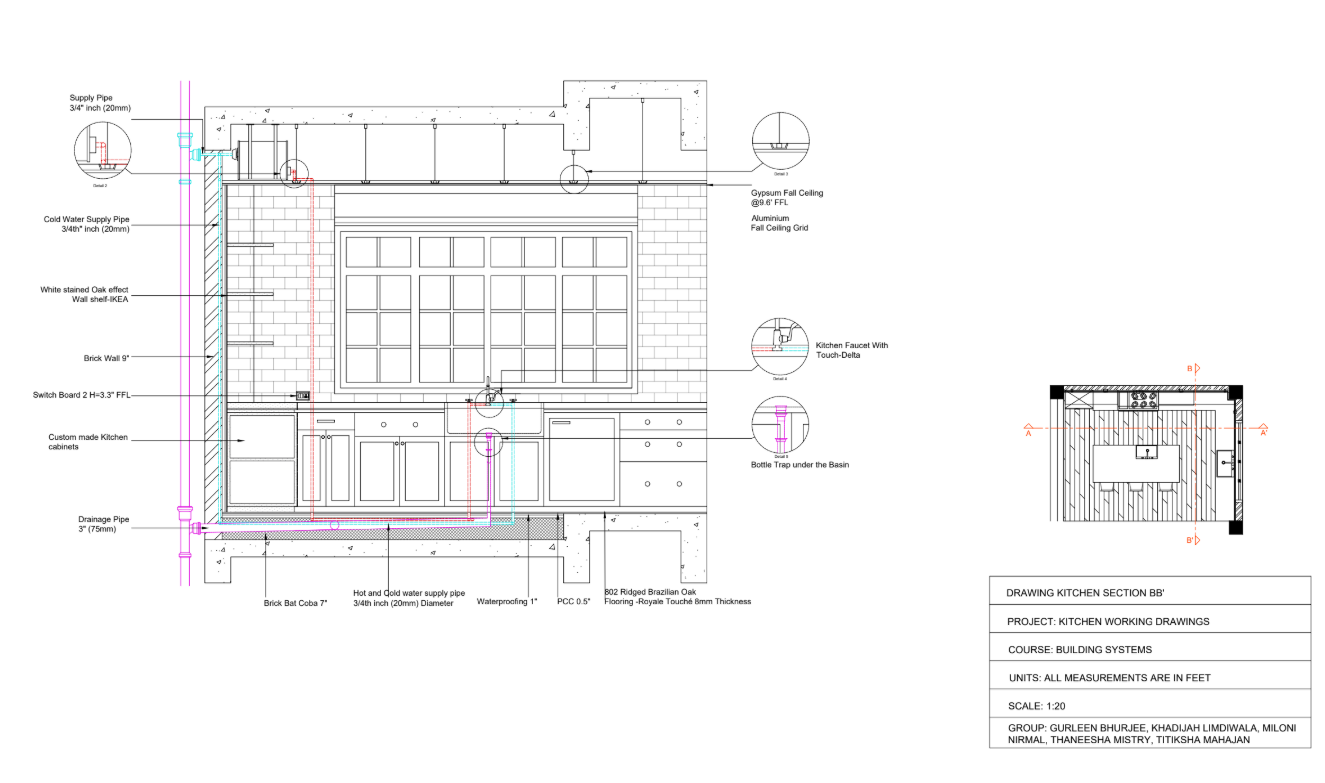 Supply Pipe
3/4" inch (20mm)
Detail 2
Cold Water Supply Pipe
3/4th" inch (20mm)
White stained Oak effect
Wall shelf-IKEA
Brick Wall 9"
Switch Board 2 H=3.3" FFL
Custom made Kitchen
cabinets
Drainage Pipe
3" (75mm)
Brick Bat Coba 7"
Hot and Cold water supply pipe
3/4th inch (20mm) Diameter
Waterproofing 1"
PCC 0.5"
802 Ridged Brazilian Oak
Flooring -Royale Touché 8mm Thickness
Detail 3
Gypsum Fall Ceiling
@9.6' FFL
Aluminium
Fall Ceiling Grid
Kitchen Faucet With
Touch-Delta
Detail 4
Detail 5
Bottle Trap under the Basin
B
A
A'
B'
DRAWING KITCHEN SECTION BB'
PROJECT: KITCHEN WORKING DRAWINGS
COURSE: BUILDING SYSTEMS
UNITS: ALL MEASUREMENTS ARE IN FEET
SCALE: 1:20
GROUP: GURLEEN BHURJEE, KHADIJAH LIMDIWALA, MILONI
NIRMAL, THANEESHA MISTRY, TITIKSHA MAHAJAN